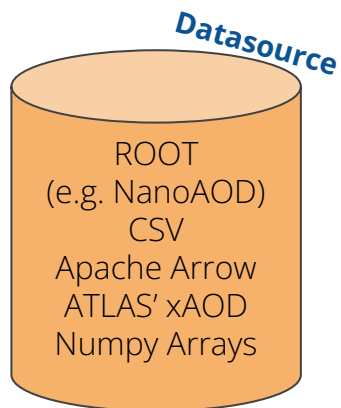 Datasource
ROOT
(e.g. NanoAOD)
CSV
Apache Arrow
ATLAS’ xAOD
Numpy Arrays